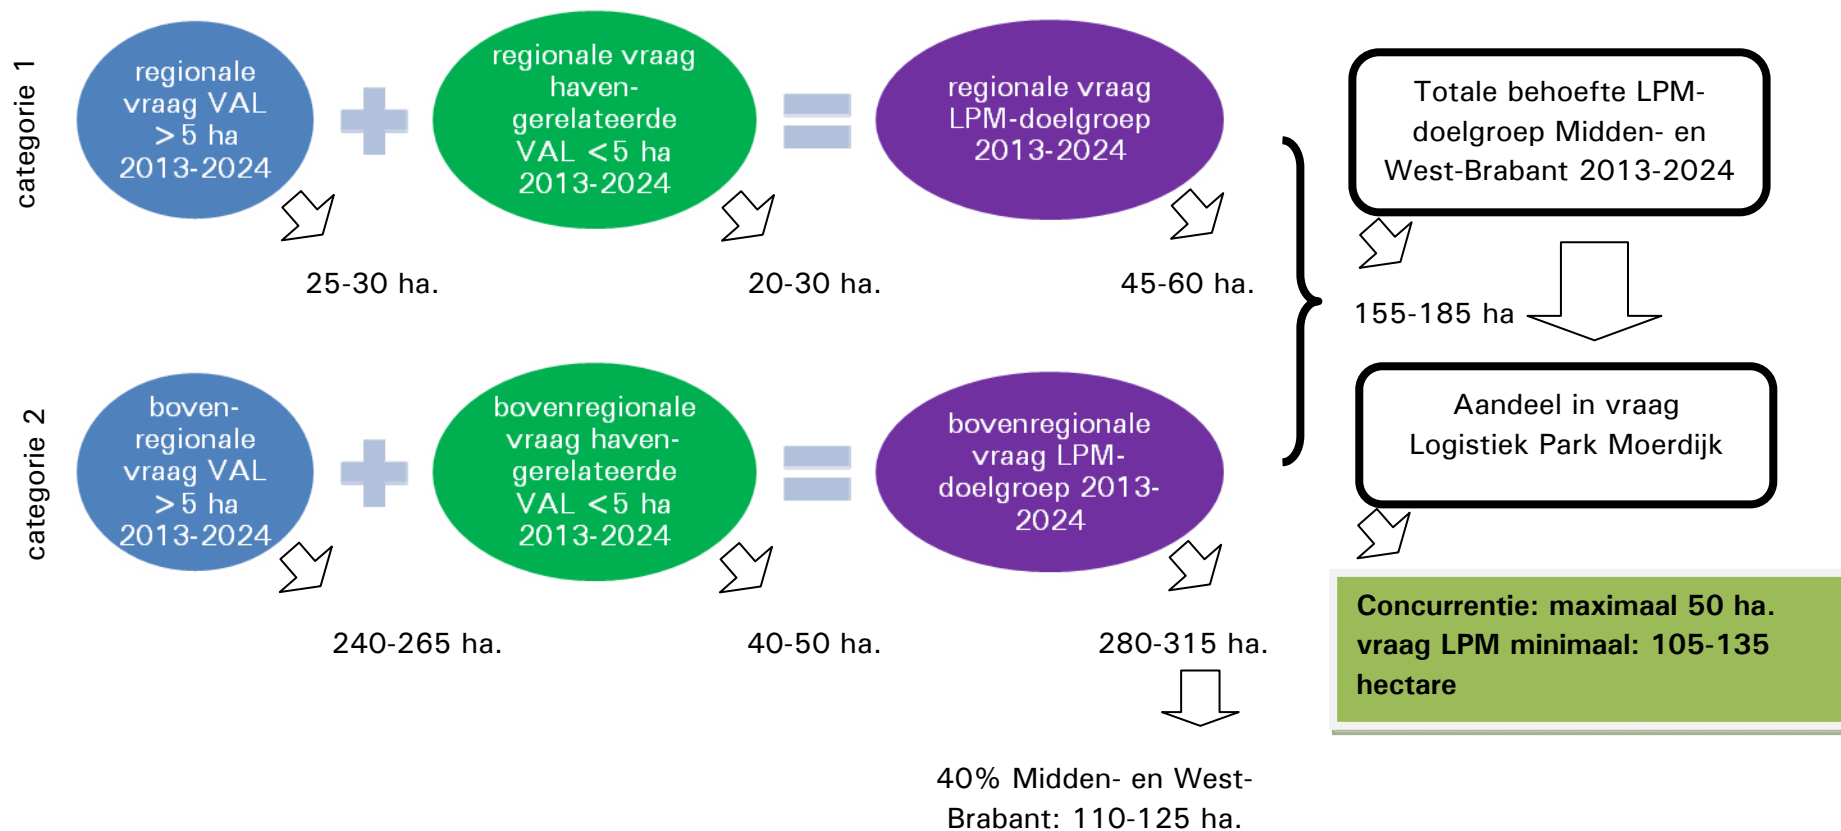 categorie 1
regionale
vraag VAL
>5 ha
2013-2024
regionale vraag
haven-
gerelateerde
VAL <5 ha
2013-2024
regionale vraag
LPM-doelgroep
2013-2024
Totale behoefte LPM-
doelgroep Midden- en
West-Brabant 2013-2024
25-30 ha.
20-30 ha.
45-60 ha.
155-185 ha
categorie 2
boven-
regionale
vraag VAL
>5 ha
2013-2024
bovenregionale
vraag haven-
gerelateerde
VAL <5 ha
2013-2024
bovenregionale
vraag LPM-
doelgroep 2013-
2024
Aandeel in vraag
Logistiek Park Moerdijk
240-265 ha.
40-50 ha.
280-315 ha.
Concurrentie: maximaal 50 ha.
vraag LPM minimaal: 105-135
hectare
40% Midden- en West-
Brabant: 110-125 ha.